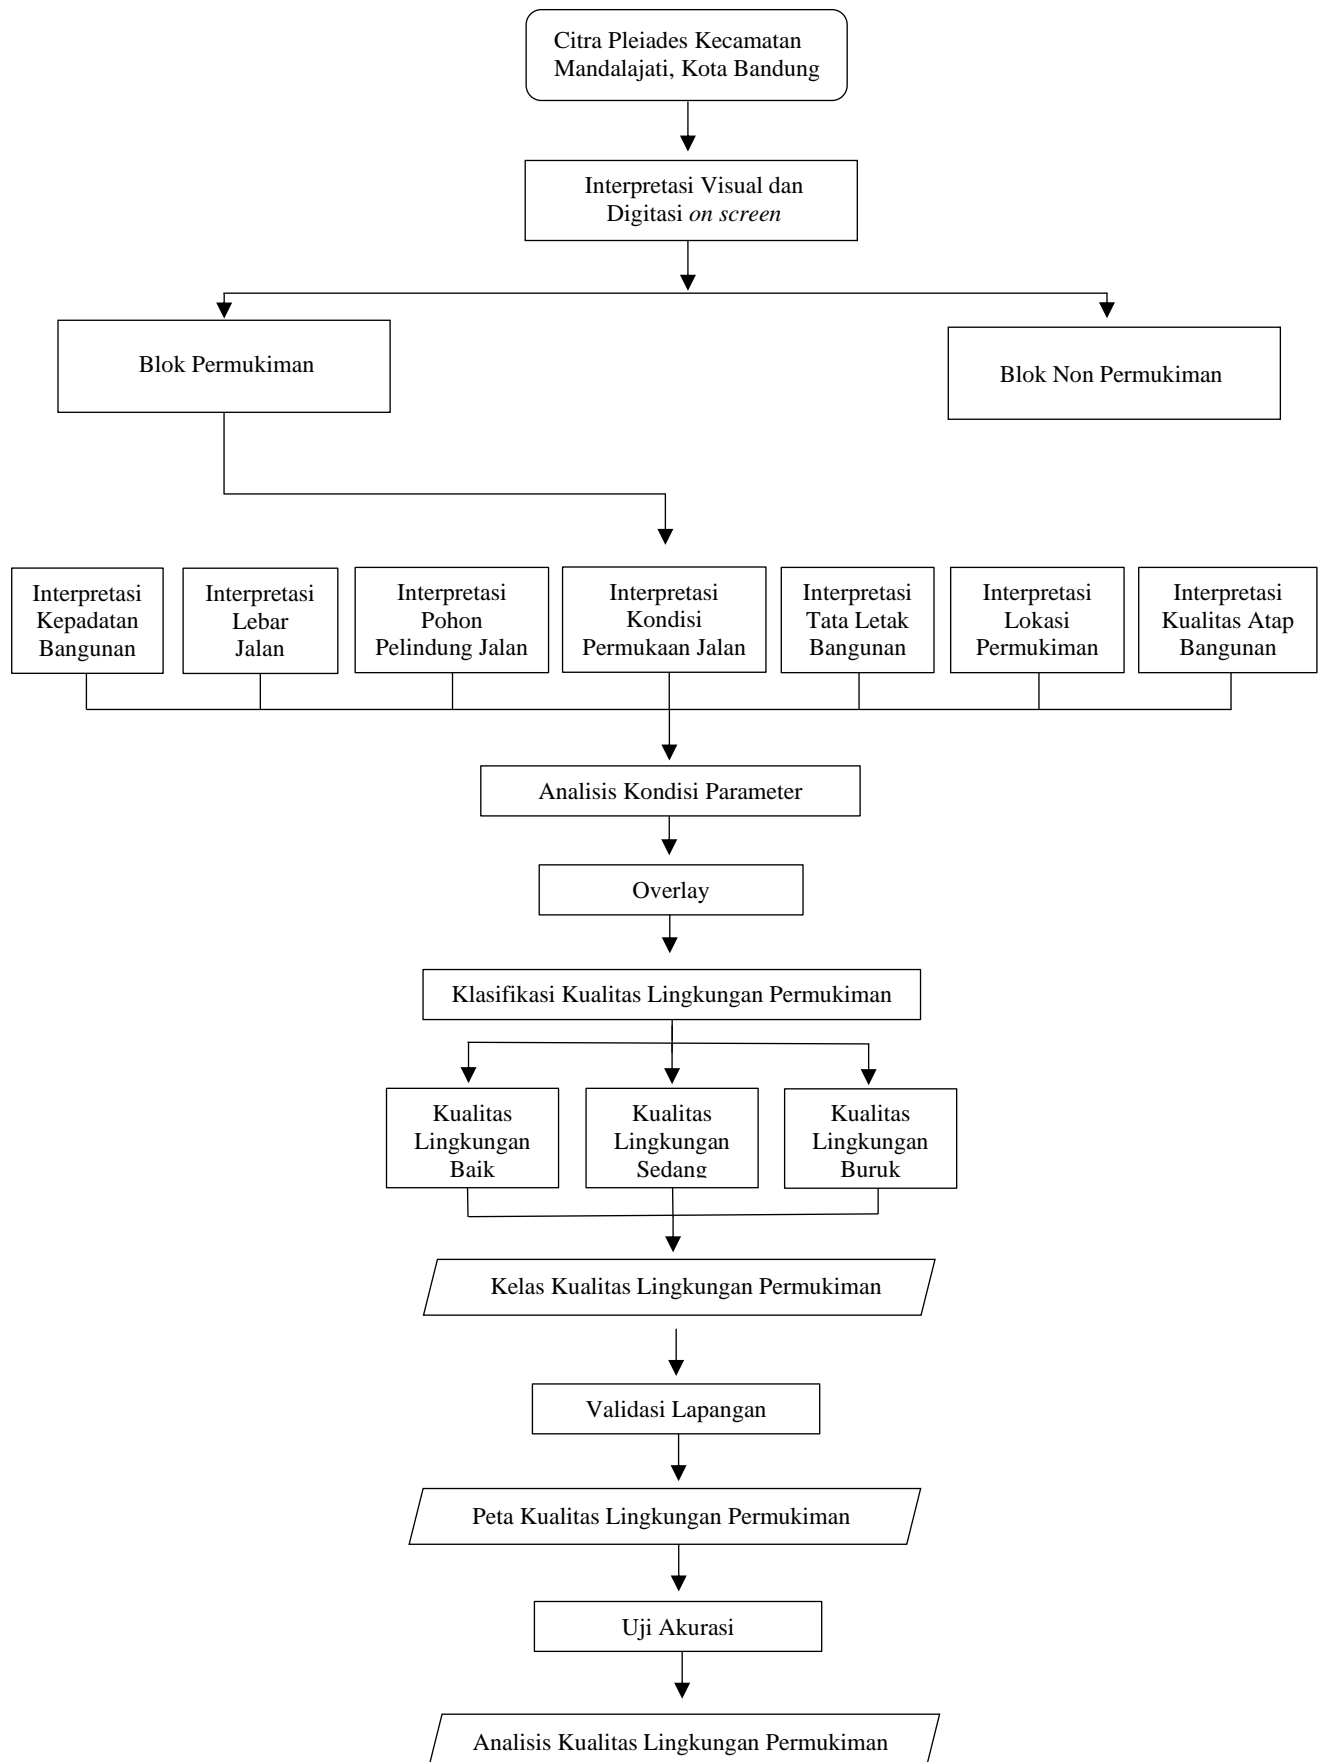 Citra Pleiades Kecamatan
Mandalajati, Kota Bandung
Interpretasi Visual dan
Digitasi on screen
Blok Permukiman
Blok Non Permukiman
Interpretasi
Kepadatan
Bangunan
Interpretasi
Lebar
Jalan
Interpretasi
Pohon
Pelindung Jalan
Interpretasi
Kondisi
Permukaan Jalan
Interpretasi
Tata Letak
Bangunan
Interpretasi
Lokasi
Permukiman
Interpretasi
Kualitas Atap
Bangunan
Analisis Kondisi Parameter
Overlay
Klasifikasi Kualitas Lingkungan Permukiman
Kualitas
Lingkungan
Baik
Kualitas
Lingkungan
Sedang
Kualitas
Lingkungan
Buruk
Kelas Kualitas Lingkungan Permukiman
Validasi Lapangan
Peta Kualitas Lingkungan Permukiman
Uji Akurasi
Analisis Kualitas Lingkungan Permukiman